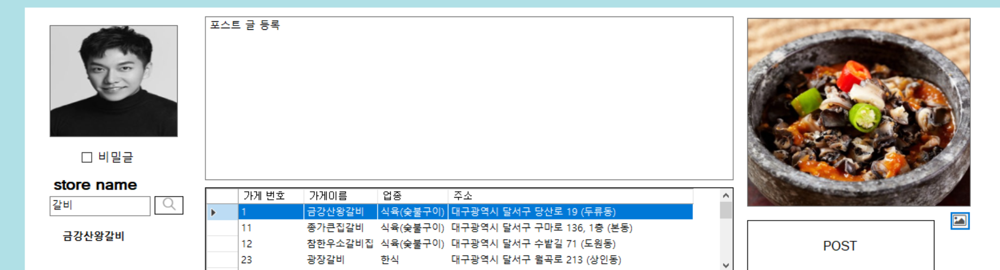 포스트 글 등록
비밀글
store name
갈비
금강산왕갈비
가게 번호 가게이름 업종 주소
1 금강산왕갈비 식육(숯불구이) 대구광역시 달서구 당산로 19 (두류동)
11 종가큰집갈비 식육(숯불구이) 대구광역시 달서구 구마로 136, 1층 (본동)
12 참한우소갈비집 식육(숯불구이) 대구광역시 달서구 수밭길 71 (도원동)
23 광장갈비 한식 대구광역시 달서구 월곡로 213 (상인동)
POST